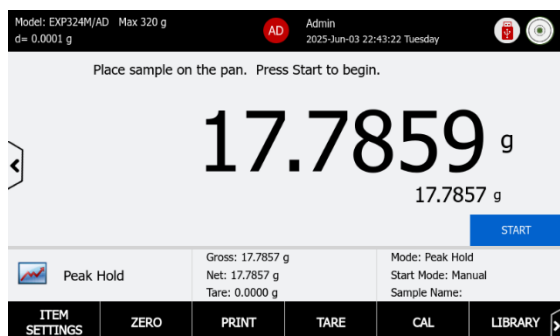 Model: EXP324M/AD Max 320 g
d= 0.0001 g
AD
Admin
2025-Jun-03 22:43:22 Tuesday
Place sample on the pan. Press Start to begin.
17.7859 g
17.7857 g
START
Peak Hold
Gross: 17.7857 g
Net: 17.7857 g
Tare: 0.0000 g
Mode: Peak Hold
Start Mode: Manual
Sample Name:
ITEM
SETTINGS
ZERO
PRINT
TARE
CAL
LIBRARY